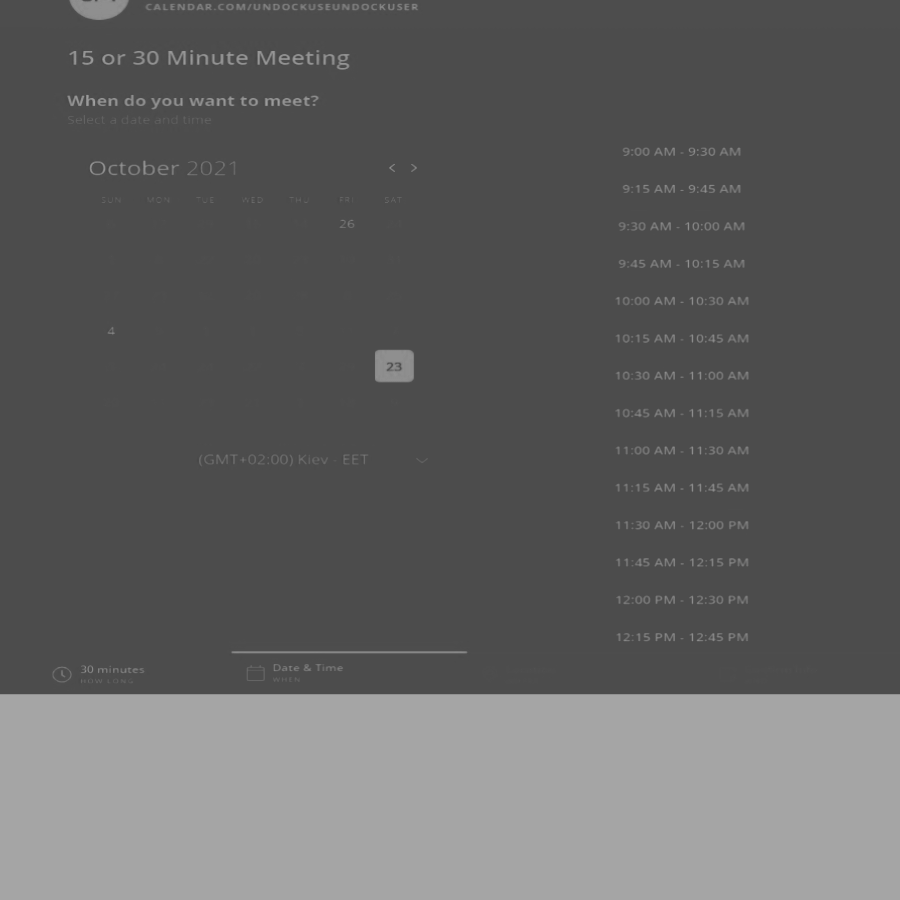 CALENDAR.COM/UNDOCKUSEUNDOCKUSER
15 or 30 Minute Meeting
When do you want to meet?
Select a date and time
October 2021
< >
SUN MON TUE WED THU FRI SAT
26
4
23
(GMT+02:00) Kiev - EET
9:00 AM - 9:30 AM
9:15 AM - 9:45 AM
9:30 AM - 10:00 AM
9:45 AM - 10:15 AM
10:00 AM - 10:30 AM
10:15 AM - 10:45 AM
10:30 AM - 11:00 AM
10:45 AM - 11:15 AM
11:00 AM - 11:30 AM
11:15 AM - 11:45 AM
11:30 AM - 12:00 PM
11:45 AM - 12:15 PM
12:00 PM - 12:30 PM
12:15 PM - 12:45 PM
30 minutes
HOW LONG
Date & Time
WHEN